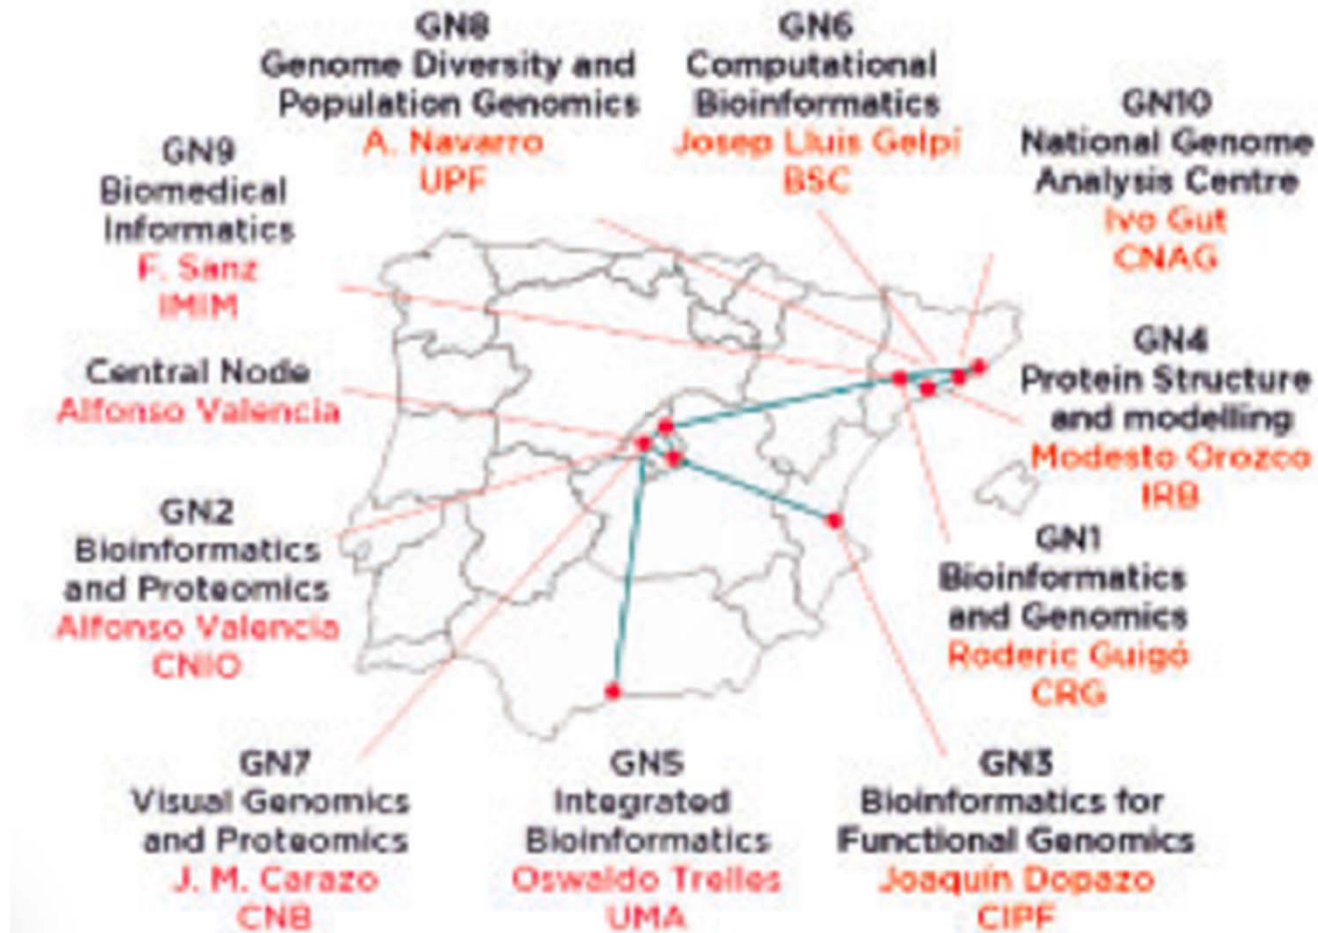 GN8
Genome Diversity and
Population Genomics
A. Navarro
UPF
GN6
Computational
Bioinformatics
Josep Lluis Gelpí
BSC
GN10
National Genome
Analysis Centre
Ivo Gut
CNAG
GN9
Biomedical
Informatics
F. Sanz
IMIM
Central Node
Alfonso Valencia
GN4
Protein Structure
and modelling
Modesto Orozco
IRB
GN2
Bioinformatics
and Proteomics
Alfonso Valencia
CNIO
GN1
Bioinformatics
and Genomics
Roderic Guigó
CRG
GN7
Visual Genomics
and Proteomics
J. M. Carazo
CNB
GN5
Integrated
Bioinformatics
Oswaldo Trelles
UMA
GN3
Bioinformatics for
Functional Genomics
Joaquín Dopazo
CIPF